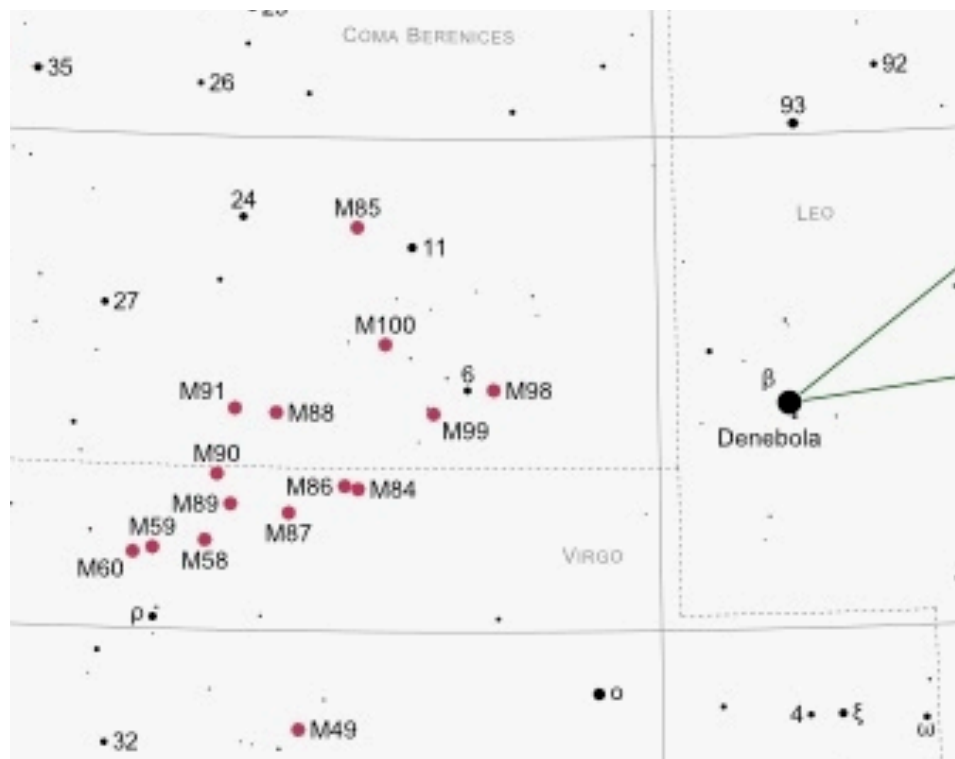 COMA BERENICES
35
26
92
93
24
M85
11
LEO
27
M100
6
M98
M91
M88
M99
β
Denebola
M90
M86
M84
M89
M87
M59
M58
M60
VIRGO
ρ
ο
4
ξ
ω
M49
32